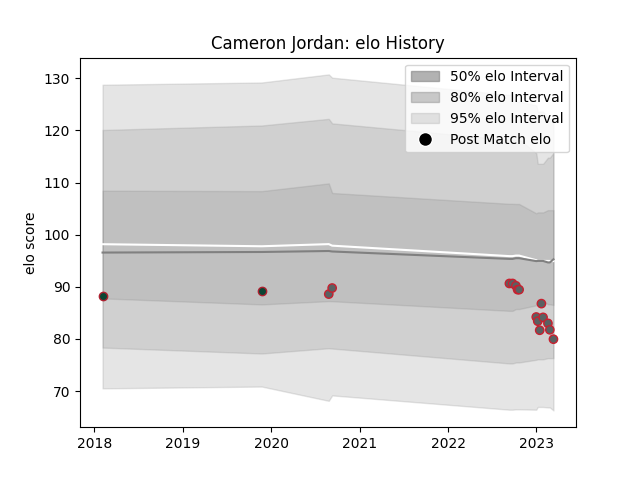 Cameron Jordan: elo History
50% elo Interval
80% elo Interval
95% elo Interval
Post Match elo
elo score
130
120
110
100
90
80
70
2018 2019 2020 2021 2022 2023